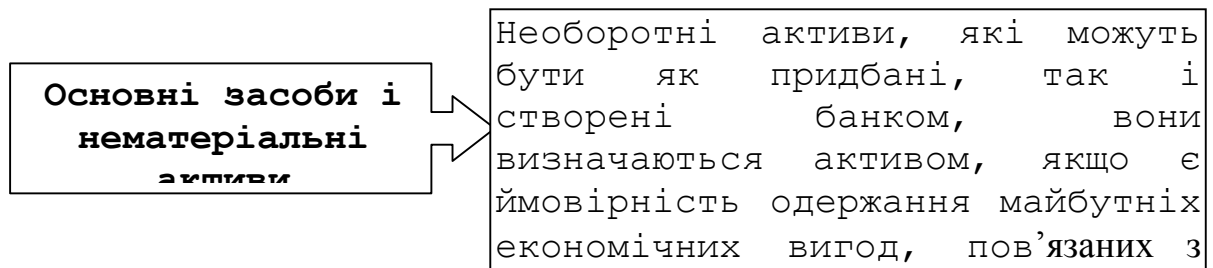 Основні засоби і
нематеріальні
активи
Необоротні активи, які можуть
бути як придбані, так і
створені банком, вони
визначаються активом, якщо є
ймовірність одержання майбутніх
економічних вигод, пов’язаних з